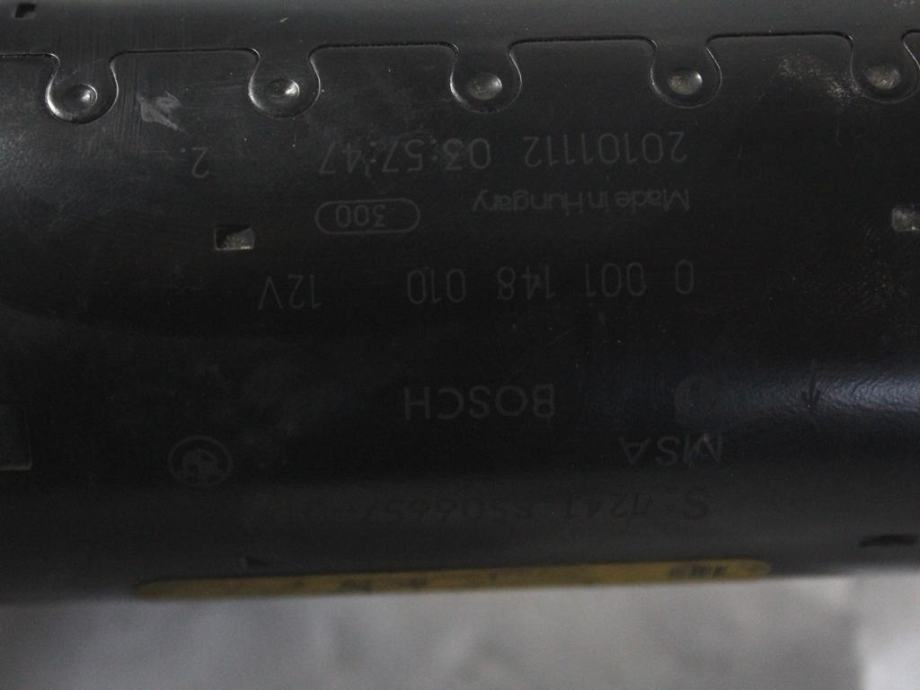 MSA
BOSCH
0 001 148 010 12V
Made in Hungary 300
20101112 03:57:47 2.